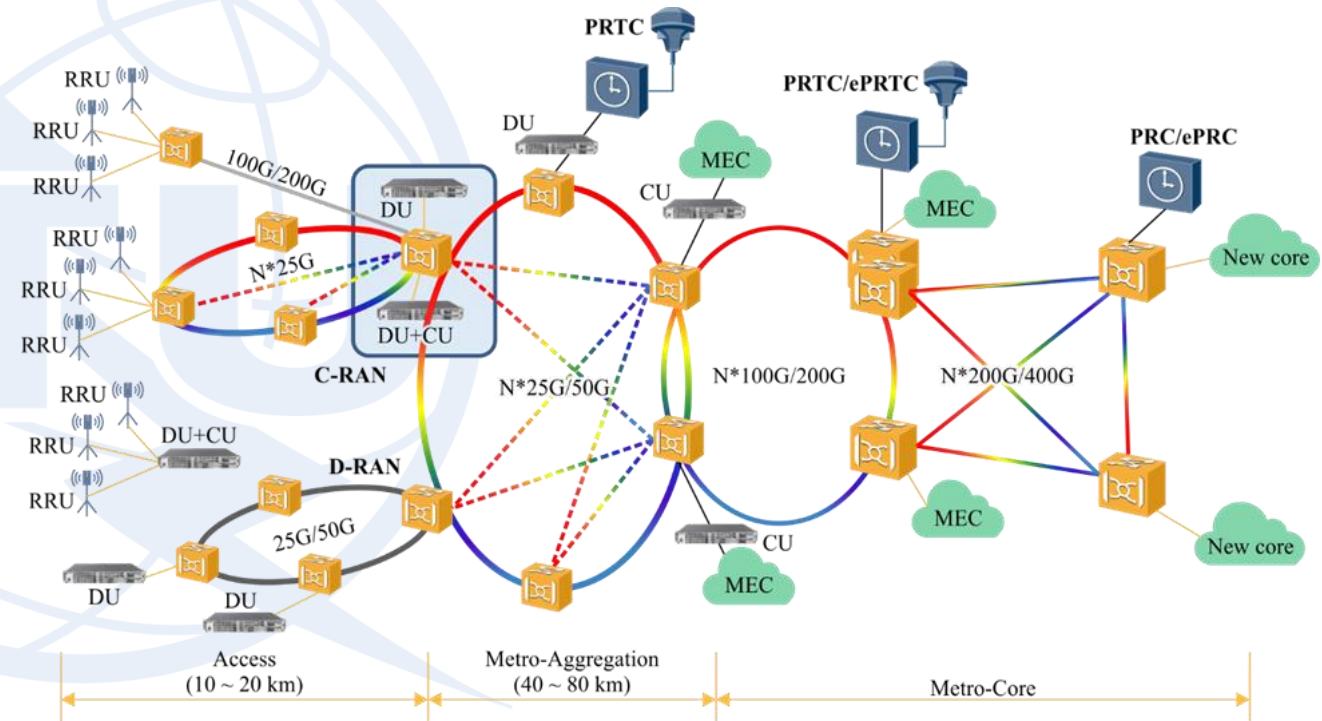 PRTC
PRTC/ePRTC
PRC/ePRC
RRU
RRU
RRU
100G/200G
DU
DU
MEC
CU
MEC
New core
RRU
RRU
RRU
N*25G
DU+CU
C-RAN
N*25G/50G
N*100G/200G
N*200G/400G
RRU
RRU
RRU
DU+CU
D-RAN
25G/50G
DU
DU
CU
MEC
MEC
New core
Access
(10 ~ 20 km)
Metro-Aggregation
(40 ~ 80 km)
Metro-Core